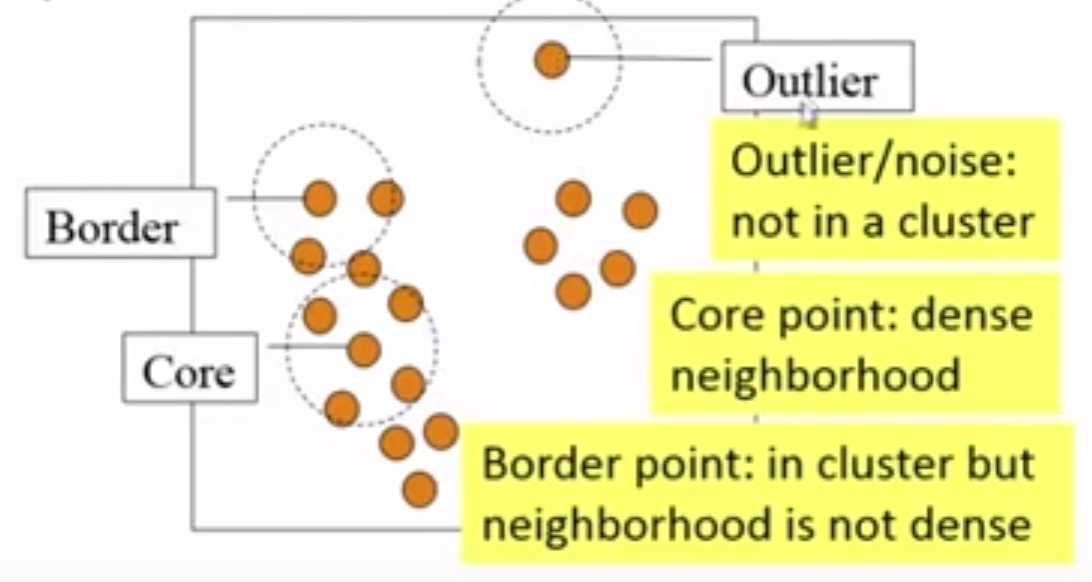 Outlier
Outlier/noise:
not in a cluster
Border
Core point: dense
neighborhood
Core
Border point: in cluster but
neighborhood is not dense